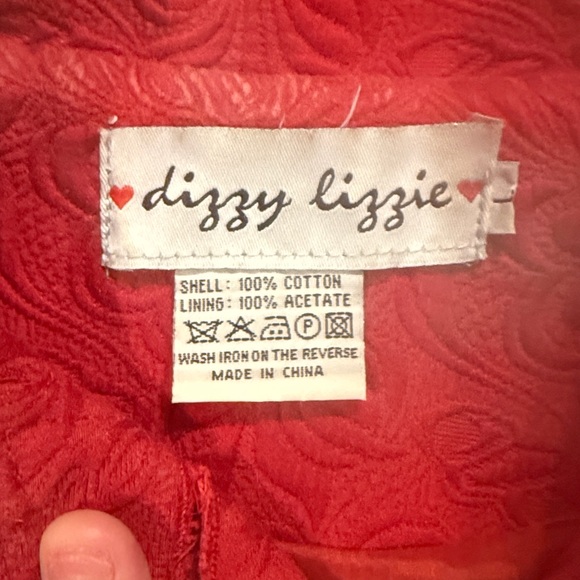 dizzy lizzie
SHELL: 100% COTTON
LINING: 100% ACETATE
P
WASH IRON ON THE REVERSE
MADE IN CHINA